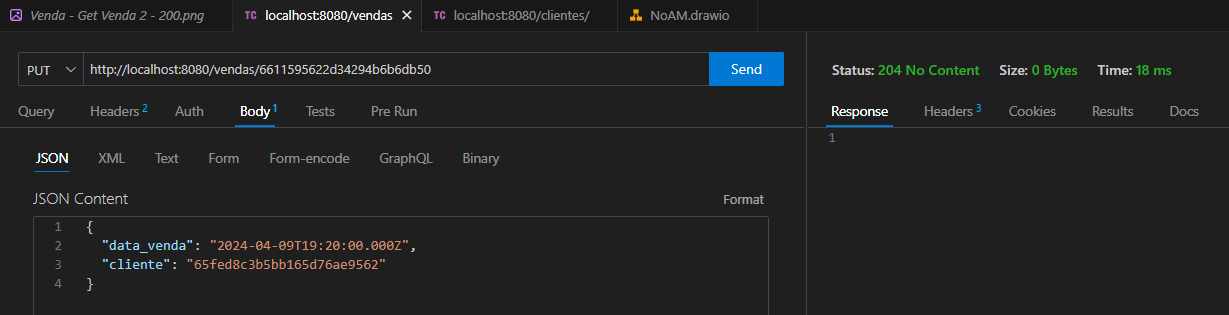 Venda - Get Venda 2 - 200.png
TC localhost:8080/vendas ×
TC localhost:8080/clientes/
NoAM.drawio
PUT http://localhost:8080/vendas/6611595622d34294b6b6db50 Send
Status: 204 No Content Size: 0 Bytes Time: 18 ms
Query Headers 2 Auth Body 1 Tests Pre Run
Response Headers 3 Cookies Results Docs
1
JSON XML Text Form Form-encode GraphQL Binary
JSON Content Format
1 {
2 "data_venda": "2024-04-09T19:20:00.000Z",
3 "cliente": "65fed8c3b5bb165d76ae9562"
4 }